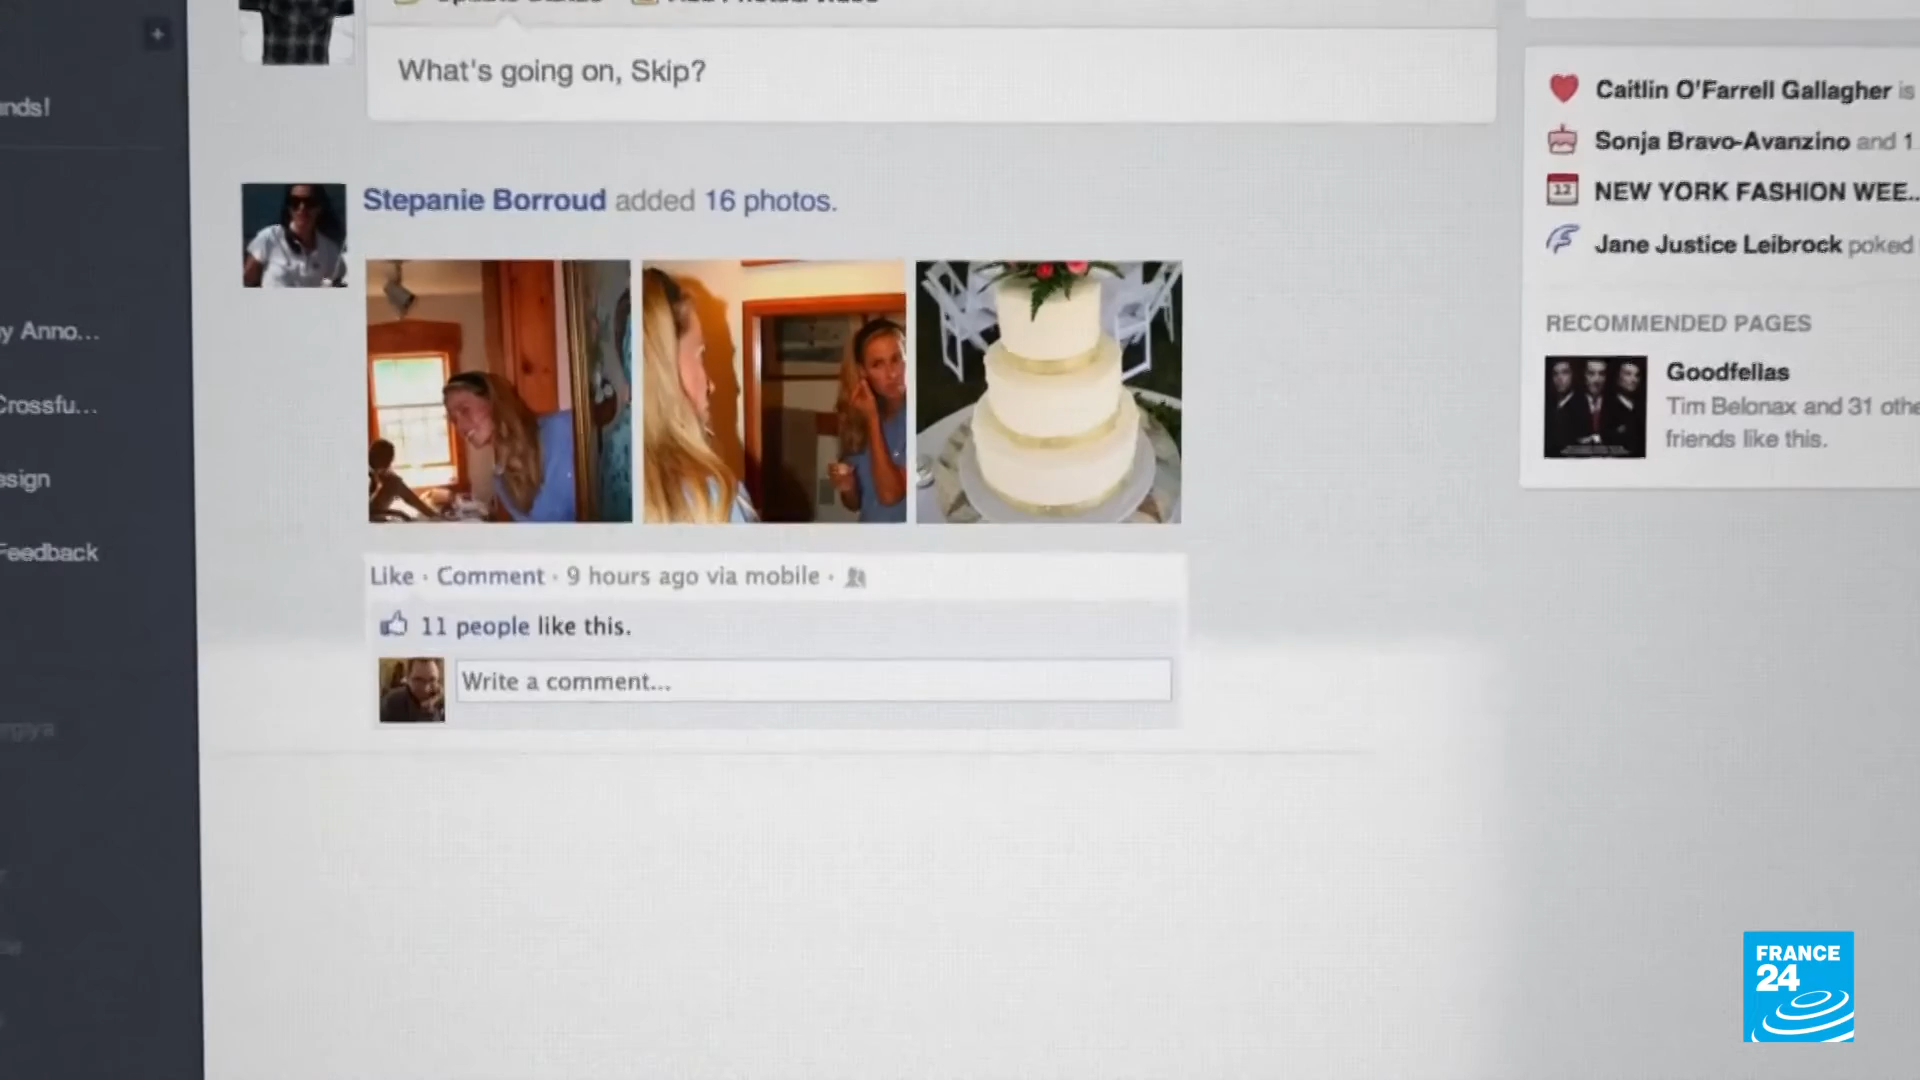 What's going on, Skip?
Stepanie Borroud added 16 photos.
Like · Comment · 9 hours ago via mobile ·
11 people like this.
Write a comment...
Caitlin O'Farrell Gallagher is
Sonja Bravo-Avanzino and 1
NEW YORK FASHION WEE...
Jane Justice Leibrock poked
RECOMMENDED PAGES
Goodfellas
Tim Belonax and 31 othe
friends like this.
nds!
y Anno...
Crossfu...
esign
Feedback
FRANCE
24